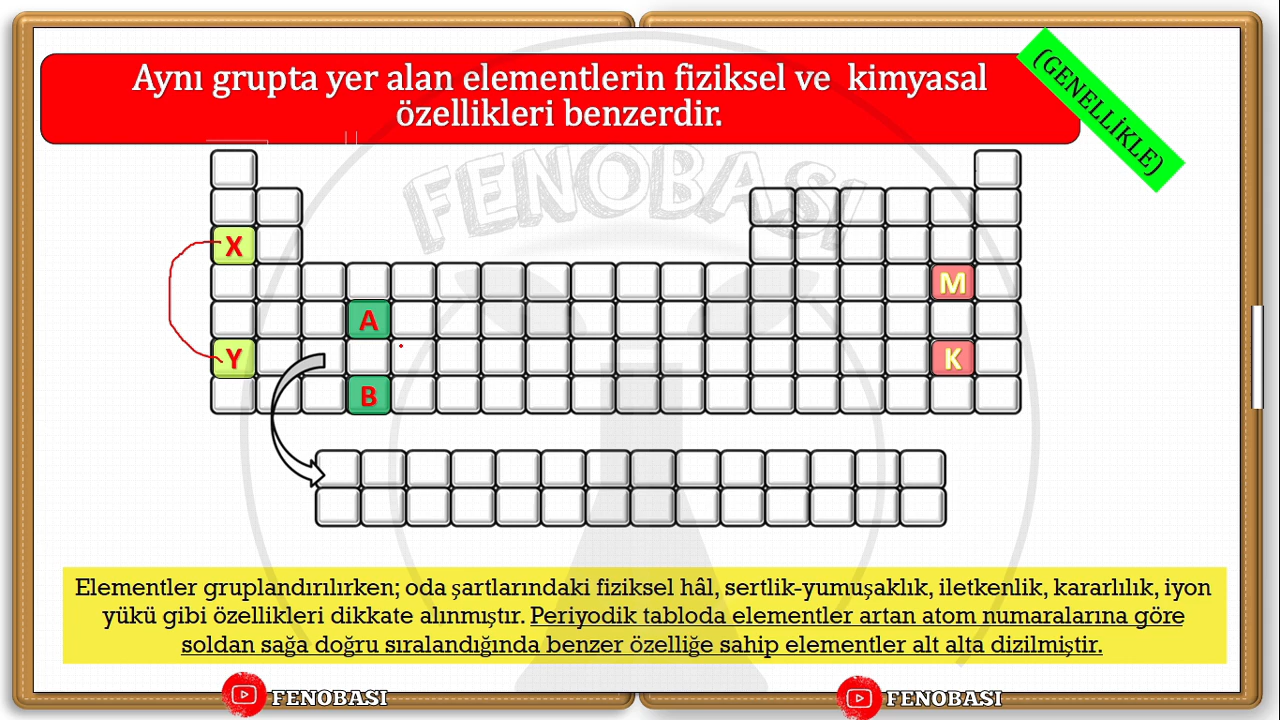 Aynı grupta yer alan elementlerin fiziksel ve kimyasal
özellikleri benzerdir.
(GENELLİKLE)
FENOBASI
X
M
A
Y
K
B
Elementler gruplandırılırken; oda şartlarındaki fiziksel hâl, sertlik-yumuşaklık, iletkenlik, kararlılık, iyon
yükü gibi özellikleri dikkate alınmıştır. Periyodik tabloda elementler artan atom numaralarına göre
soldan sağa doğru sıralandığında benzer özelliğe sahip elementler alt alta dizilmiştir.
FENOBASI
FENOBASI